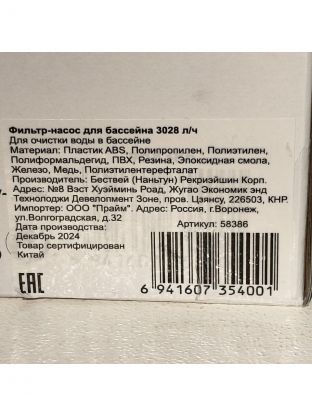 Фильтр-насос для бассейна 3028 л/ч
Для очистки воды в бассейне
Материал: Пластик ABS, Полипропилен, Полиэтилен,
Полиформальдегид, ПВХ, Резина, Эпоксидная смола,
Железо, Медь, Полиэтилентерефталат
Производитель: Бествей (Наньтун) Рекриэйшин Корп.
Адрес: №8 Вэст Хуэйминь Роад, Жугао Экономик энд
Технолоджи Девелопмент Зоне, пров. Цзянсу, 226503, КНР.
Импортер: ООО "Прайм". Адрес: Россия, г.Воронеж,
ул.Волгоградская, д.32
Дата производства:
Декабрь 2024
Товар сертифицирован
Китай
Артикул: 58386
EAC
6 941607 354001